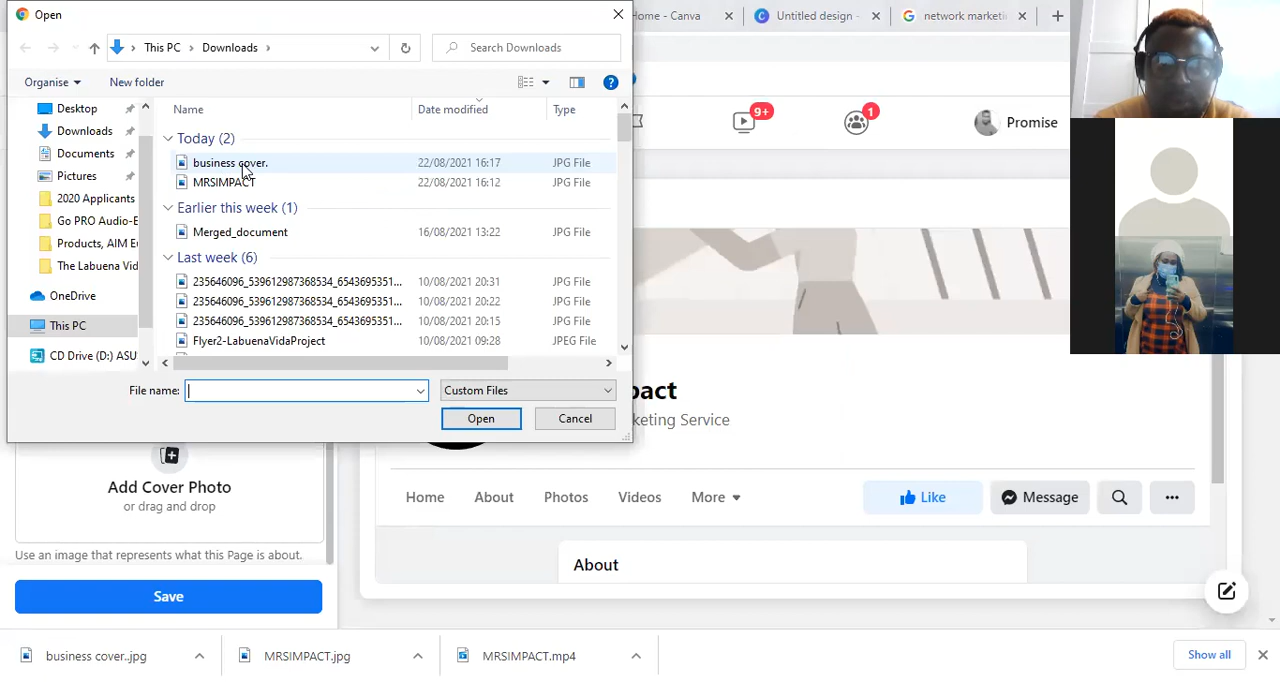 Open
Home - Canva
Untitled design -
network marketi
This PC
Downloads
Search Downloads
Organise
New folder
Name
Date modified
Type
Desktop
Downloads
Documents
Pictures
2020 Applicants
Go PRO Audio-E
Products, AIM E
The Labuena Vid
OneDrive
This PC
CD Drive (D:) ASU
Today (2)
business cover.
22/08/2021 16:17
JPG File
MRSIMPACT
22/08/2021 16:12
JPG File
Earlier this week (1)
Merged_document
16/08/2021 13:22
JPG File
Last week (6)
235646096_539612987368534_6543695351...
10/08/2021 20:31
JPG File
235646096_539612987368534_6543695351...
10/08/2021 20:22
JPG File
235646096_539612987368534_6543695351...
10/08/2021 20:15
JPG File
Flyer2-LabuenaVidaProject
10/08/2021 09:28
JPEG File
File name:
Custom Files
Open
Cancel
9+
1
Promise
pact
keting Service
Add Cover Photo
or drag and drop
Use an image that represents what this Page is about.
Save
Home
About
Photos
Videos
More
Like
Message
About
business cover..jpg
MRSIMPACT.jpg
MRSIMPACT.mp4
Show all